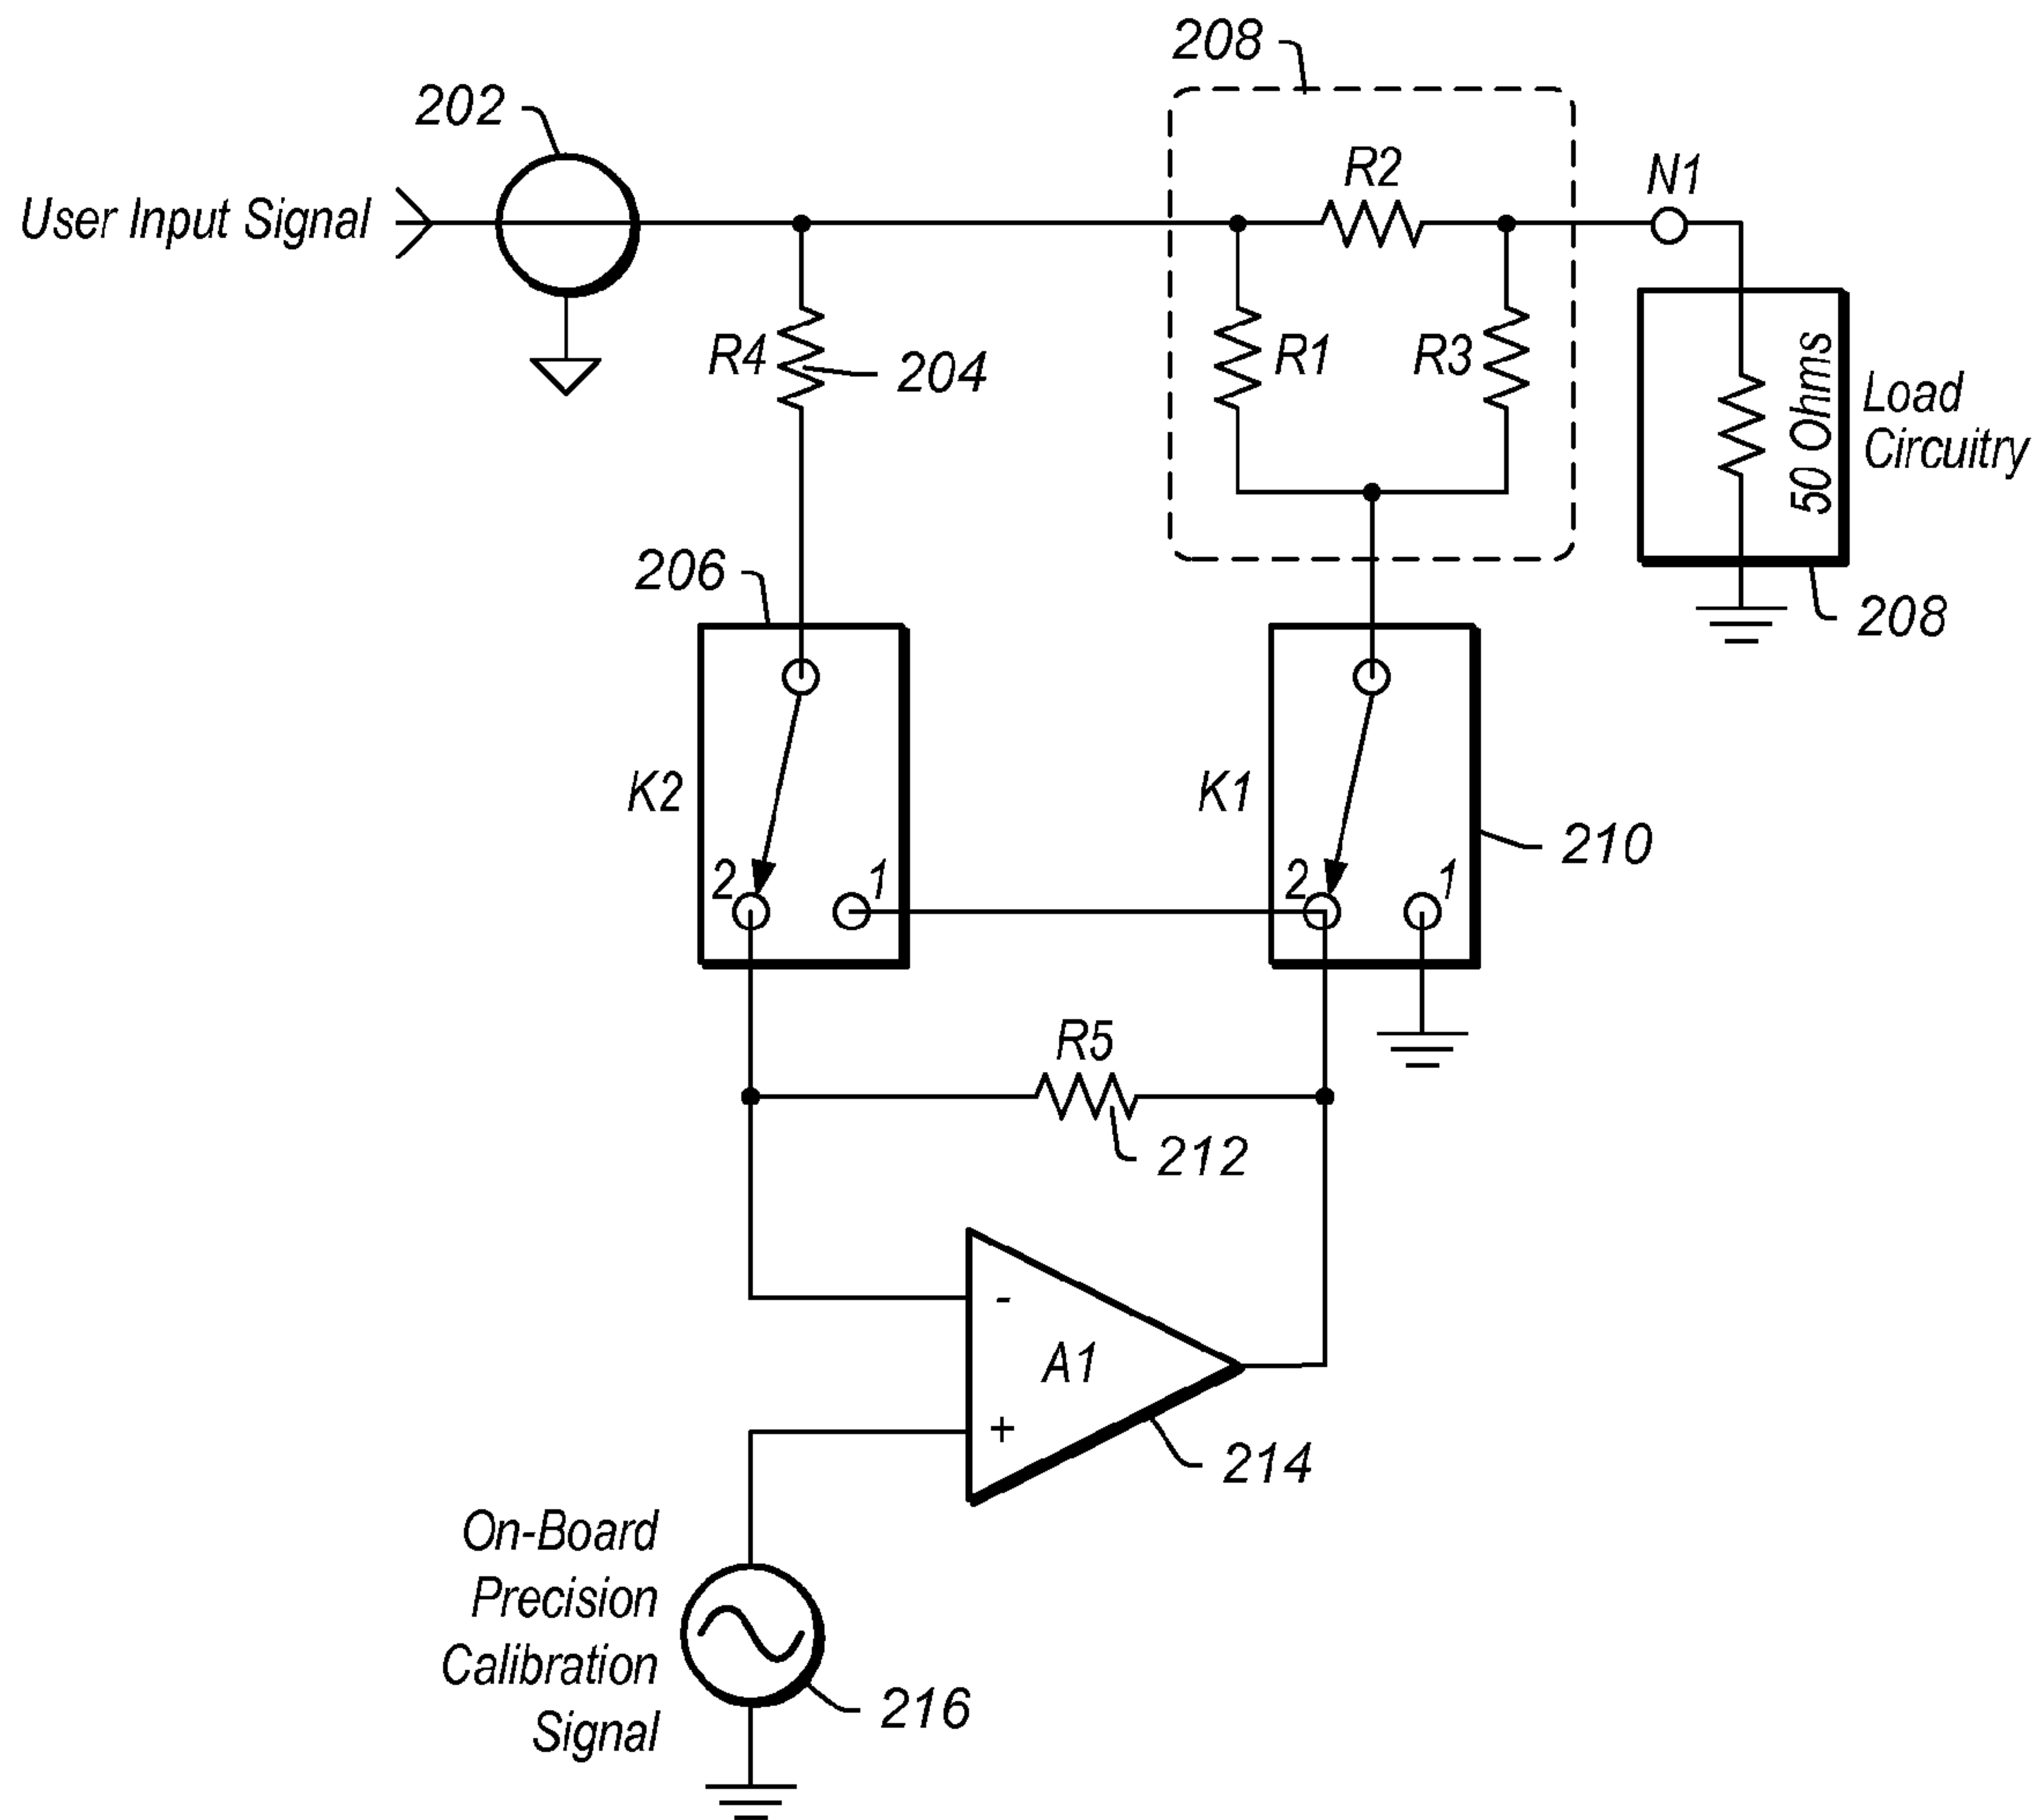 208
202
R2
N1
User Input Signal
R4
204
R1
R3
50 Ohms
Load
Circuitry
206
208
K2
K1
210
2
1
2
1
R5
212
-
A1
+
214
On-Board
Precision
Calibration
Signal
216